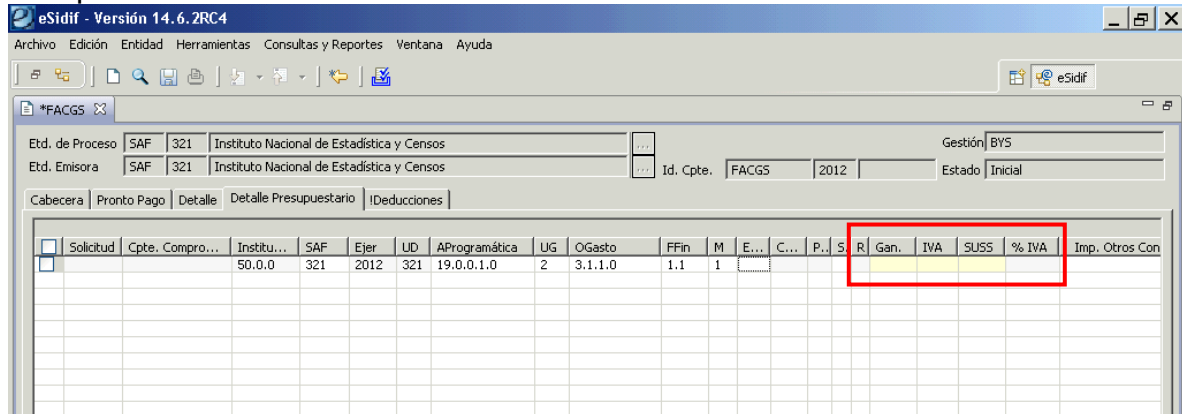 eSidif - Versión 14.6.2RC4
Archivo Edición Entidad Herramientas Consultas y Reportes Ventana Ayuda
eSidif
*FACGS
Etd. de Proceso SAF 321 Instituto Nacional de Estadística y Censos ... Gestión BYS
Etd. Emisora SAF 321 Instituto Nacional de Estadística y Censos ... Id. Cpte. FACGS 2012 Estado Inicial
Cabecera Pronto Pago Detalle Detalle Presupuestario !Deducciones
Solicitud Cpte. Compro... Institu... SAF Ejer UD AProgramática UG OGasto FFin M E... C... P.. S. R Gan. IVA SUSS % IVA Imp. Otros Con
50.0.0 321 2012 321 19.0.0.1.0 2 3.1.1.0 1.1 1